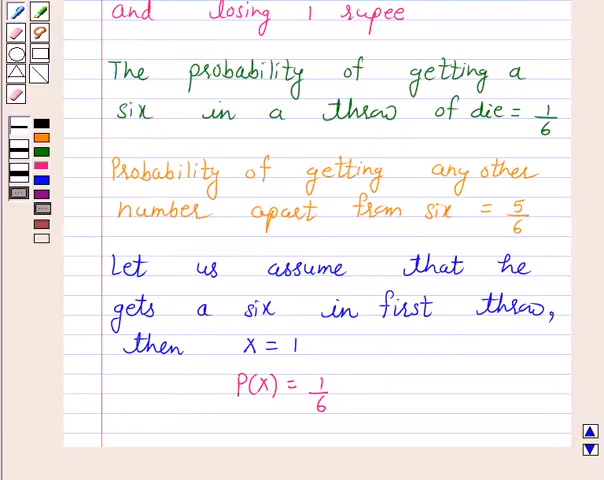 and losing 1 rupee
The probability of getting a
six in a throw of die = 1/6
Probability of getting any other
number apart from six = 5/6
Let us assume that he
gets a six in first throw,
then x = 1
P(X) = 1/6